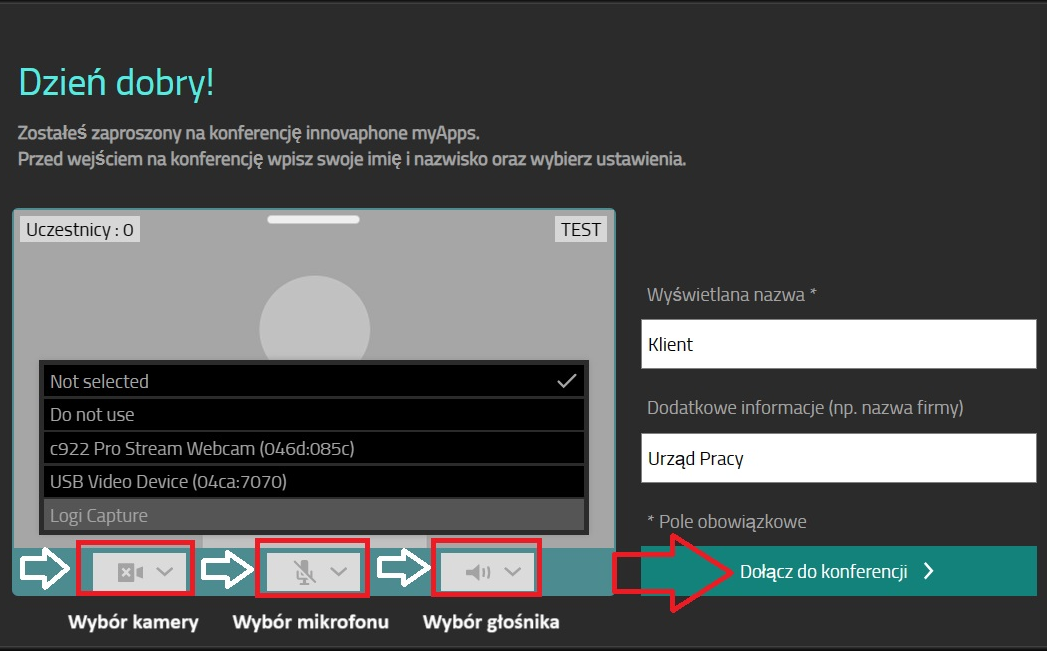 Dzień dobry!
Zostałeś zaproszony na konferencję innovaphone myApps.
Przed wejściem na konferencję wpisz swoje imię i nazwisko oraz wybierz ustawienia.
Uczestnicy : 0
TEST
Not selected
Do not use
c922 Pro Stream Webcam (046d:085c)
USB Video Device (04ca:7070)
Logi Capture
Wybór kamery
Wybór mikrofonu
Wybór głośnika
Wyświetlana nazwa *
Klient
Dodatkowe informacje (np. nazwa firmy)
Urząd Pracy
* Pole obowiązkowe
Dołącz do konferencji